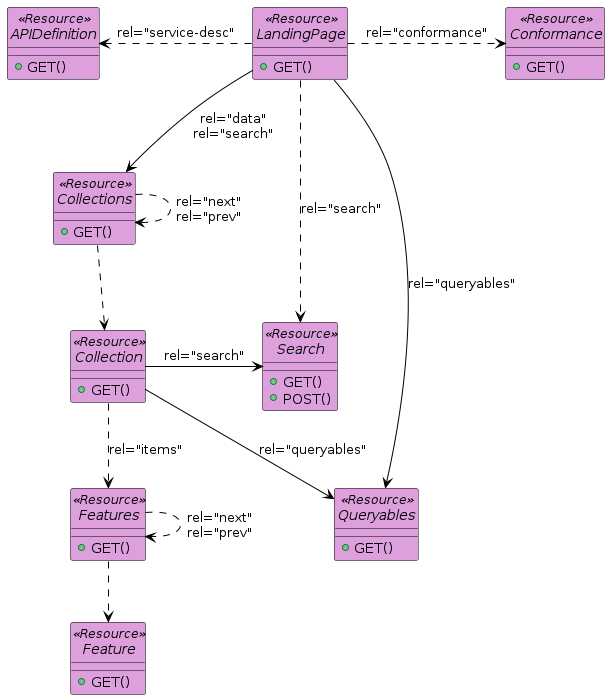 «Resource»
APIDefinition
GET()
rel="service-desc"
«Resource»
LandingPage
GET()
rel="conformance"
«Resource»
Conformance
GET()
rel="data"
rel="search"
«Resource»
Collections
GET()
rel="next"
rel="prev"
rel="search"
rel="queryables"
«Resource»
Collection
GET()
rel="search"
«Resource»
Search
GET()
POST()
rel="items"
rel="queryables"
«Resource»
Features
GET()
rel="next"
rel="prev"
«Resource»
Queryables
GET()
«Resource»
Feature
GET()